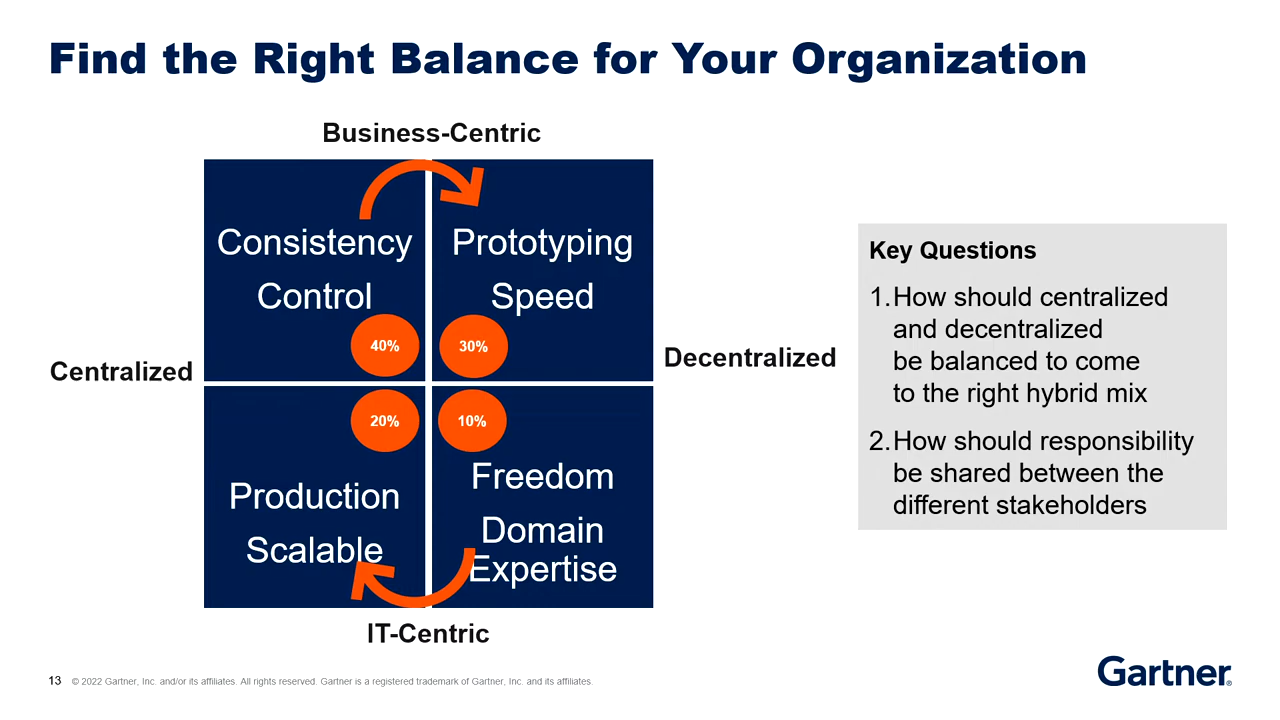 Find the Right Balance for Your Organization
Business-Centric
Consistency
Control
40%
Prototyping
Speed
30%
Centralized
Decentralized
20%
Production
Scalable
10%
Freedom
Domain
Expertise
IT-Centric
Key Questions
1.How should centralized
and decentralized
be balanced to come
to the right hybrid mix
2.How should responsibility
be shared between the
different stakeholders
13 © 2022 Gartner, Inc. and/or its affiliates. All rights reserved. Gartner is a registered trademark of Gartner, Inc. and its affiliates.
Gartner®